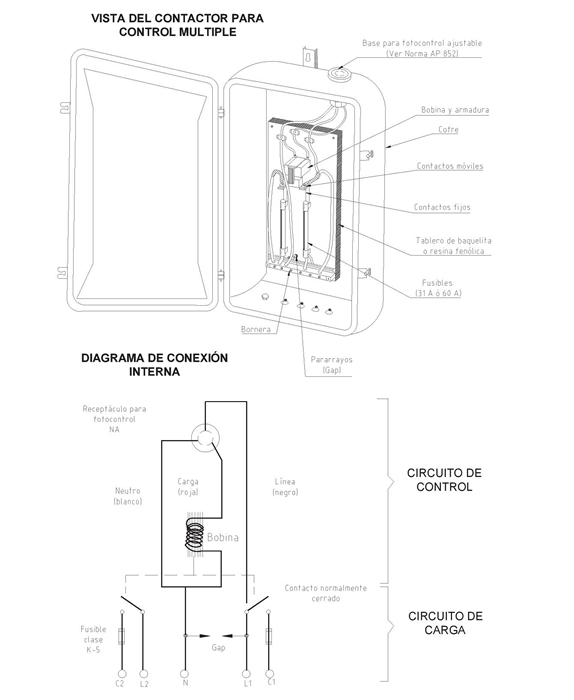 VISTA DEL CONTACTOR PARA
CONTROL MULTIPLE
Base para fotocontrol ajustable
(Ver Norma AP 852)
Bobina y armadura
Cofre
Contactos móviles
Contactos fijos
Tablero de baquelita
o resina fenólica
Fusibles
(31 A ó 60 A)
Bornera
Pararrayos
(Gap)
DIAGRAMA DE CONEXIÓN
INTERNA
Receptáculo para
fotocontrol
NA
Neutro
(blanco)
Carga
(roja)
Línea
(negro)
Bobina
CIRCUITO DE
CONTROL
Contacto normalmente
cerrado
CIRCUITO DE
CARGA
Fusible
clase
K-5
Gap
C2
L2
N
L1
C1